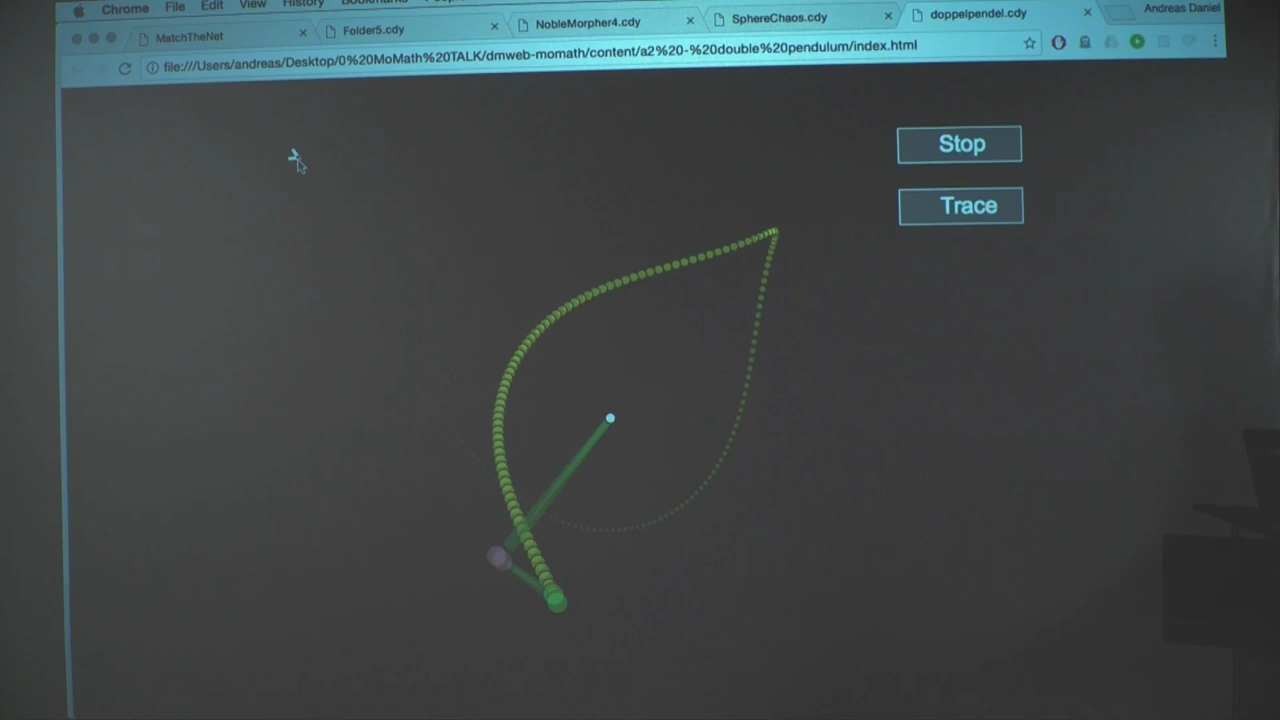 Chrome File Edit View History
Andreas Daniel
MatchTheNet
Folder5.cdy
NobleMorpher4.cdy
SphereChaos.cdy
doppelpendel.cdy
file:///Users/andreas/Desktop/0%20MoMath%20TALK/dmweb-momath/content/a2%20-%20double%20pendulum/index.html
Stop
Trace